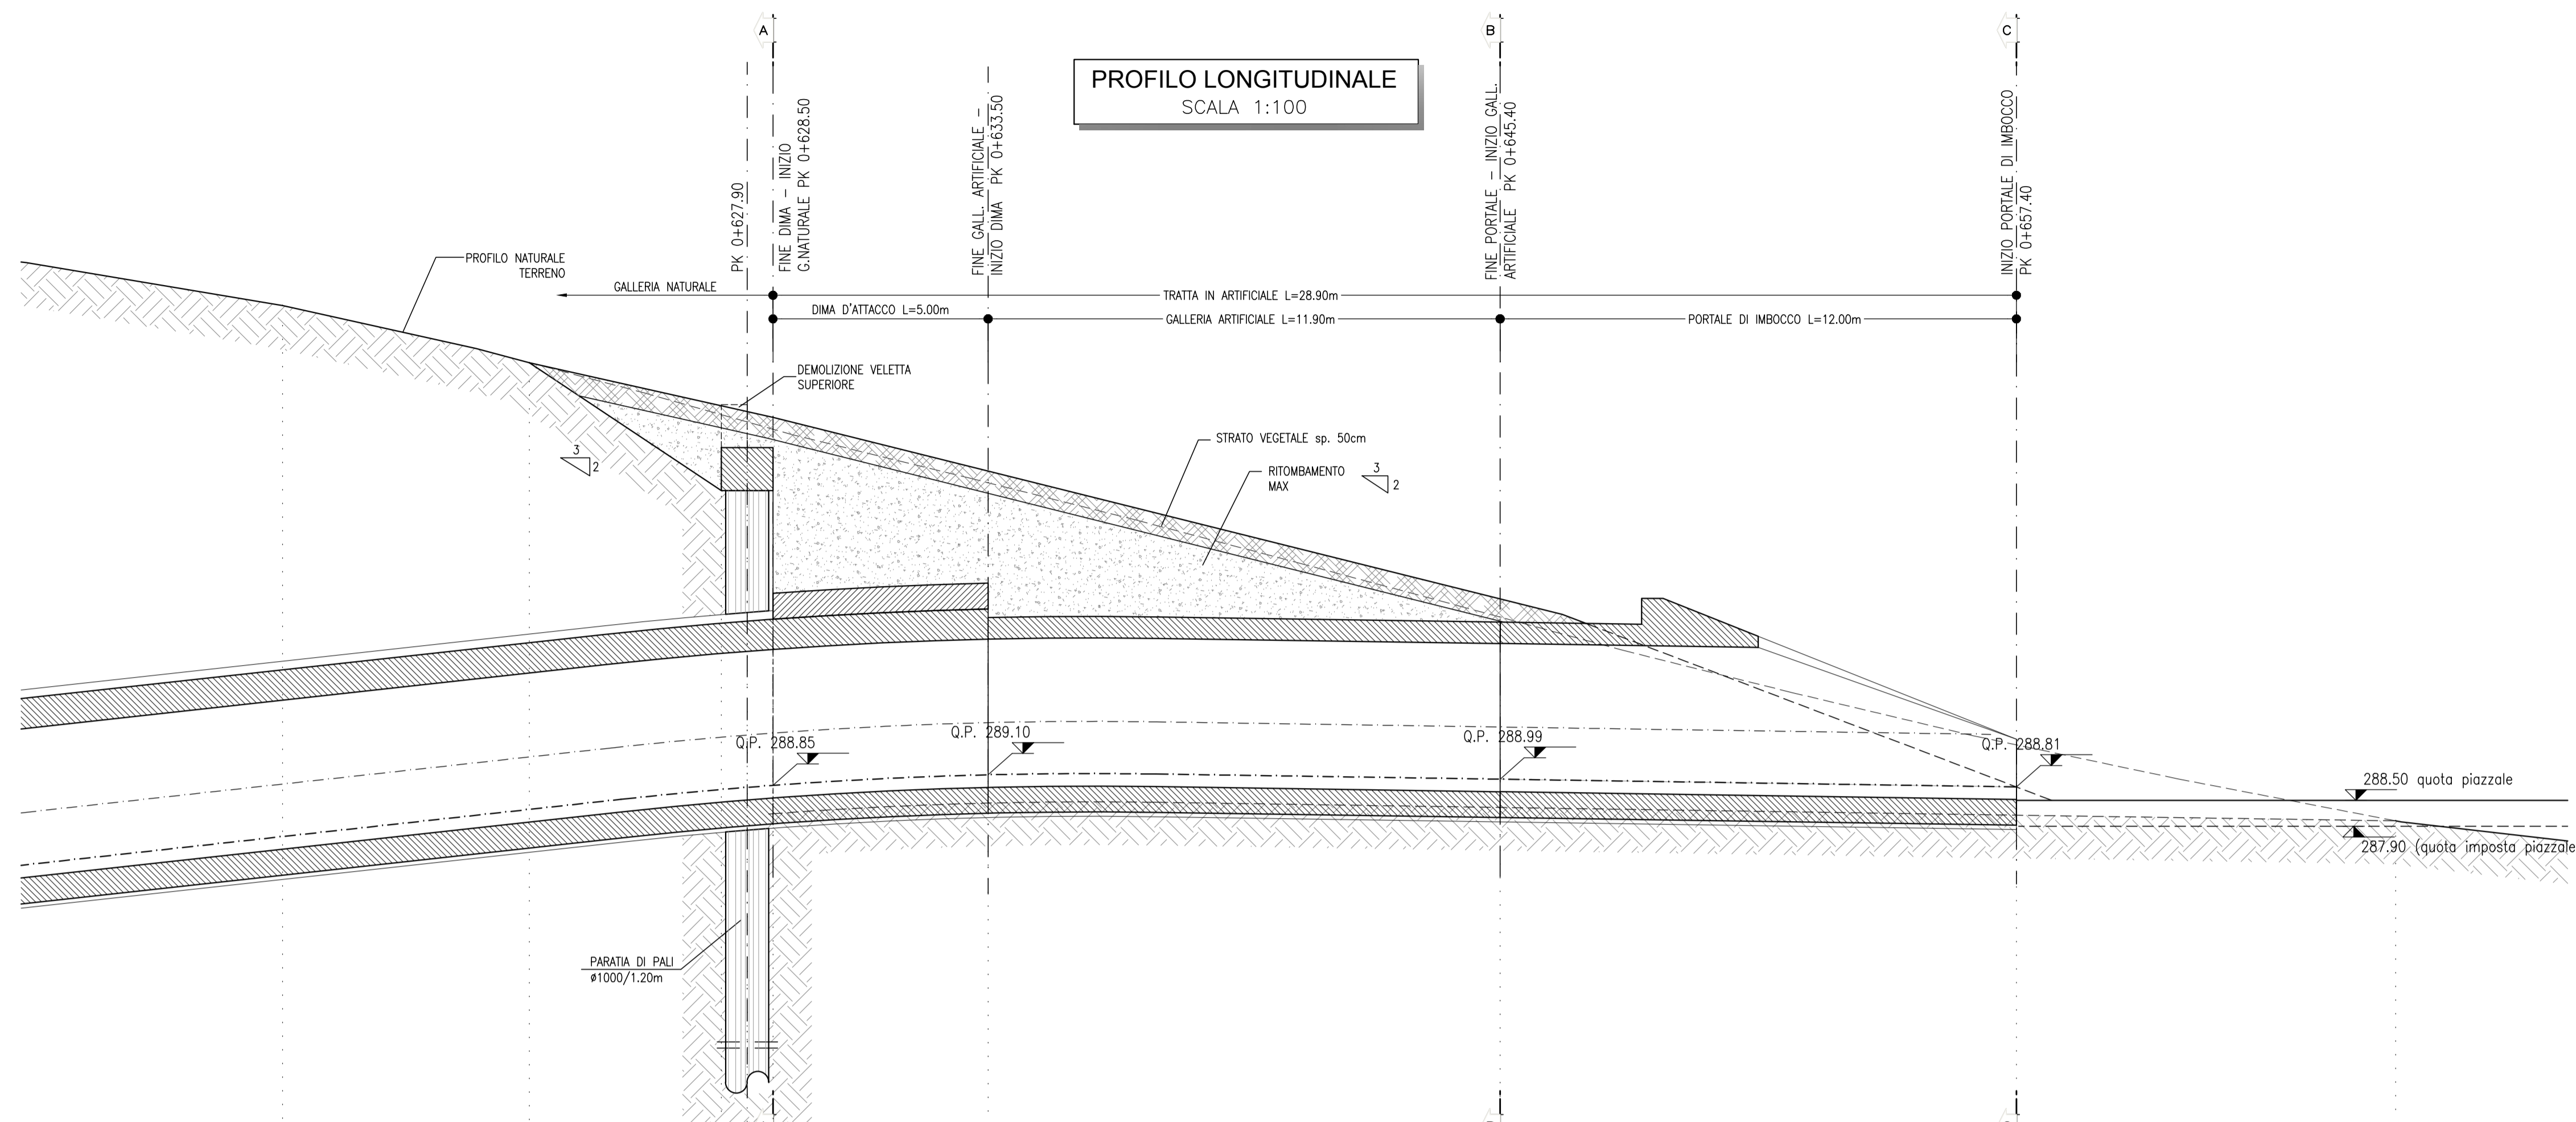 A
B
C
PROFILO LONGITUDINALE
SCALA 1:100
PK 0+627.90
FINE DIMA - INIZIO
G.NATURALE PK 0+628.50
FINE GALL. ARTIFICIALE -
INIZIO DIMA PK 0+633.50
FINE PORTALE - INIZIO GALL.
ARTIFICIALE PK 0+645.40
INIZIO PORTALE DI IMBOCCO
PK 0+657.40
PROFILO NATURALE
TERRENO
GALLERIA NATURALE
TRATTA IN ARTIFICIALE L=28.90m
DIMA D'ATTACCO L=5.00m
GALLERIA ARTIFICIALE L=11.90m
PORTALE DI IMBOCCO L=12.00m
DEMOLIZIONE VELETTA
SUPERIORE
STRATO VEGETALE sp. 50cm
3
2
RITOMBAMENTO
MAX
3
2
Q.P. 288.85
Q.P. 289.10
Q.P. 288.99
Q.P. 288.81
288.50 quota piazzale
287.90 (quota imposta piazzale
PARATIA DI PALI
ø1000/1.20m